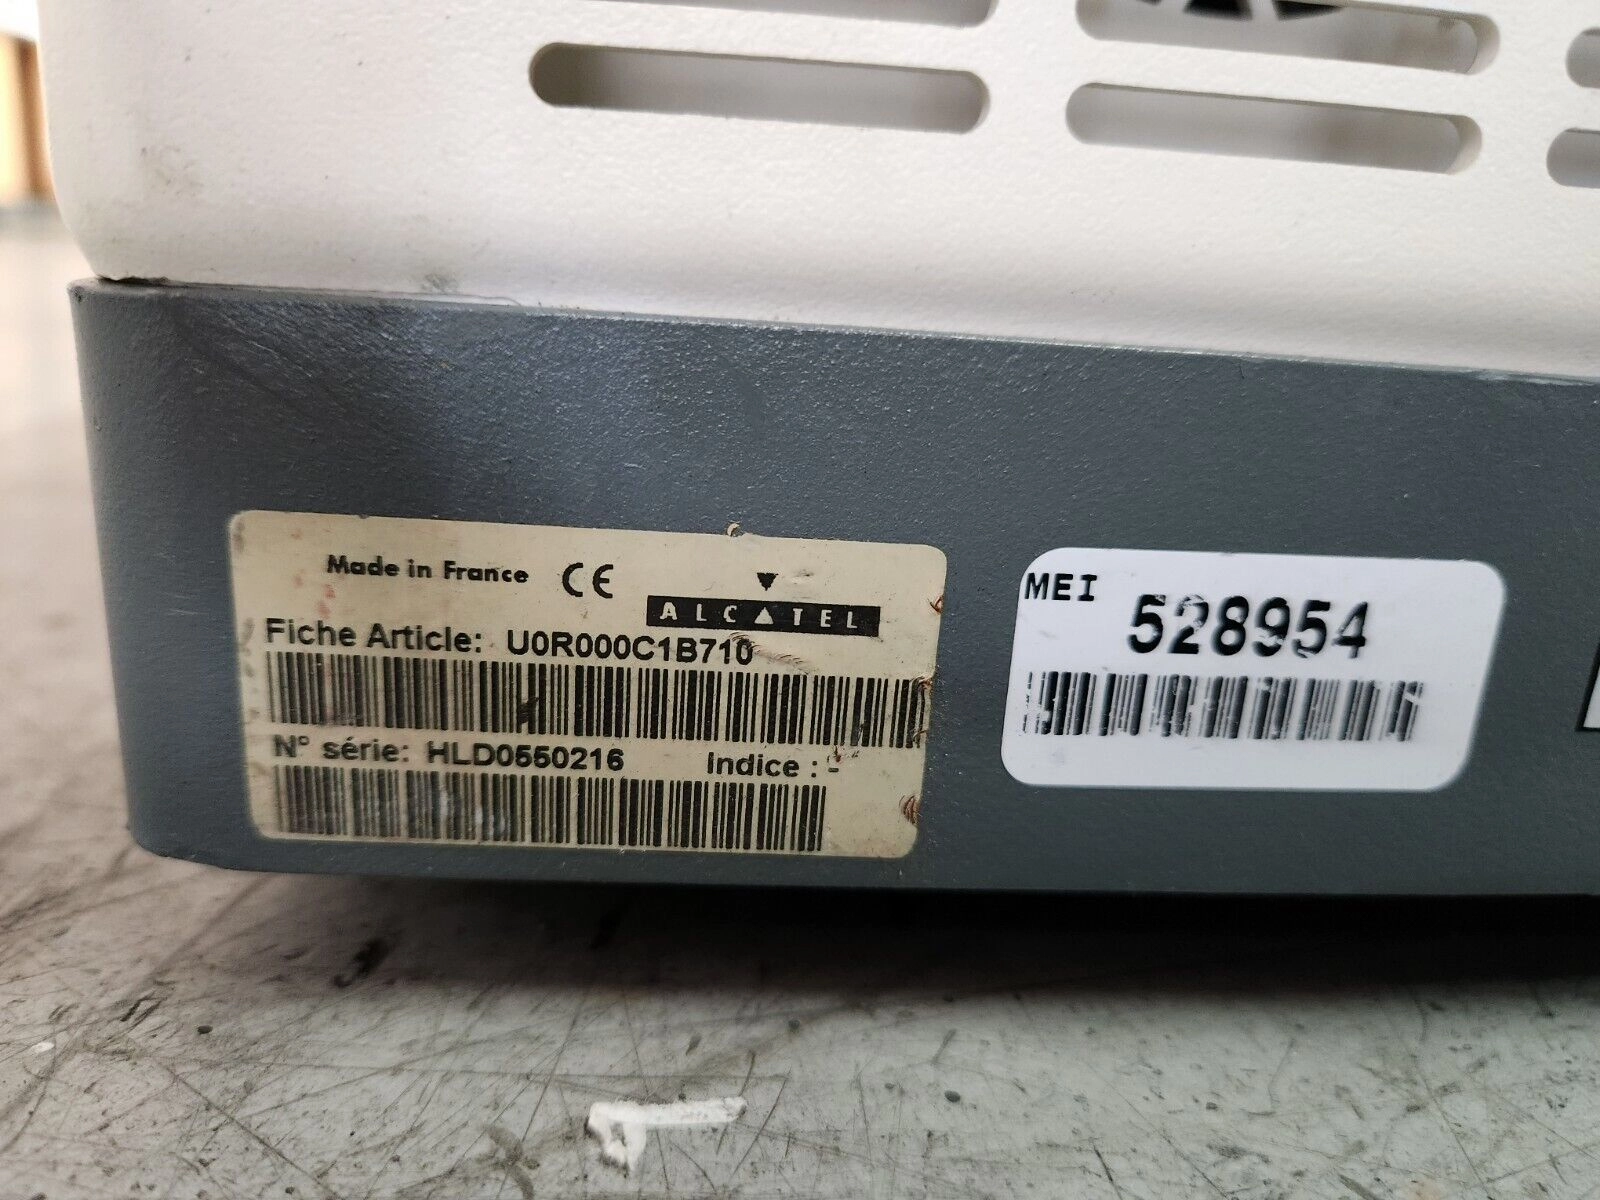 Made in France CE
ALCATEL
Fiche Article: U0R000C1B710
N° série: HLD0550216 Indice : -
MEI 528954